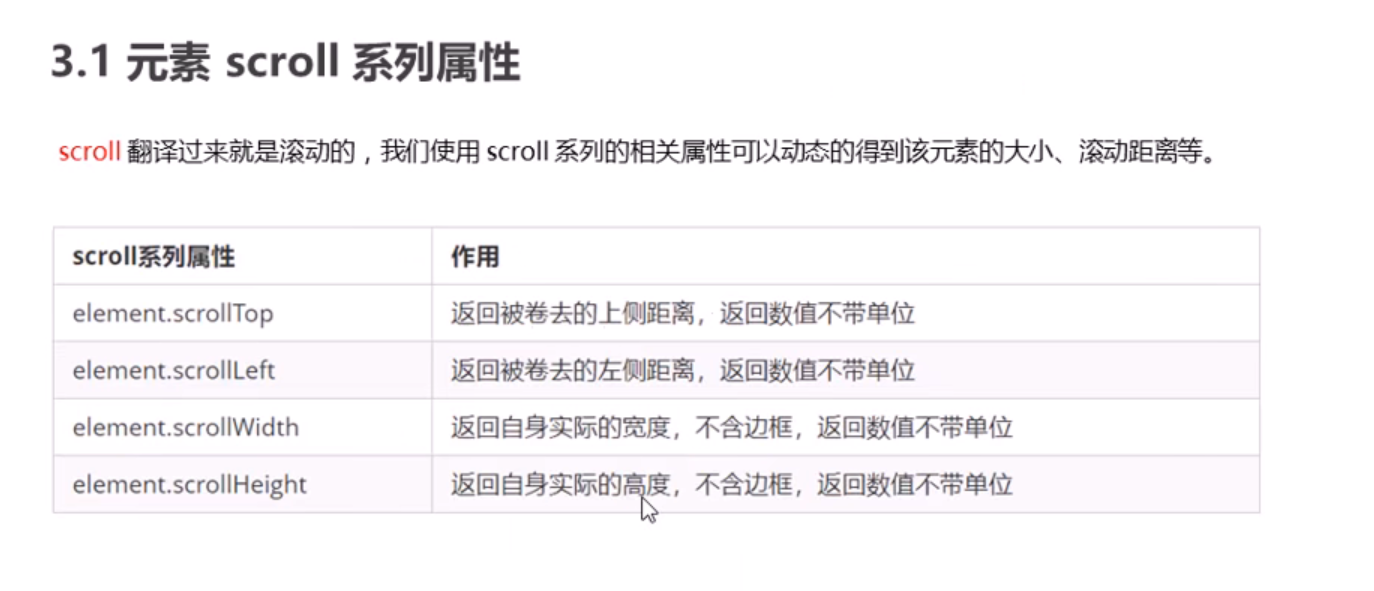 3.1 元素 scroll 系列属性
scroll 翻译过来就是滚动的，我们使用 scroll 系列的相关属性可以动态的得到该元素的大小、滚动距离等。
scroll系列属性 作用
element.scrollTop 返回被卷去的上侧距离，返回数值不带单位
element.scrollLeft 返回被卷去的左侧距离，返回数值不带单位
element.scrollWidth 返回自身实际的宽度，不含边框，返回数值不带单位
element.scrollHeight 返回自身实际的高度，不含边框，返回数值不带单位